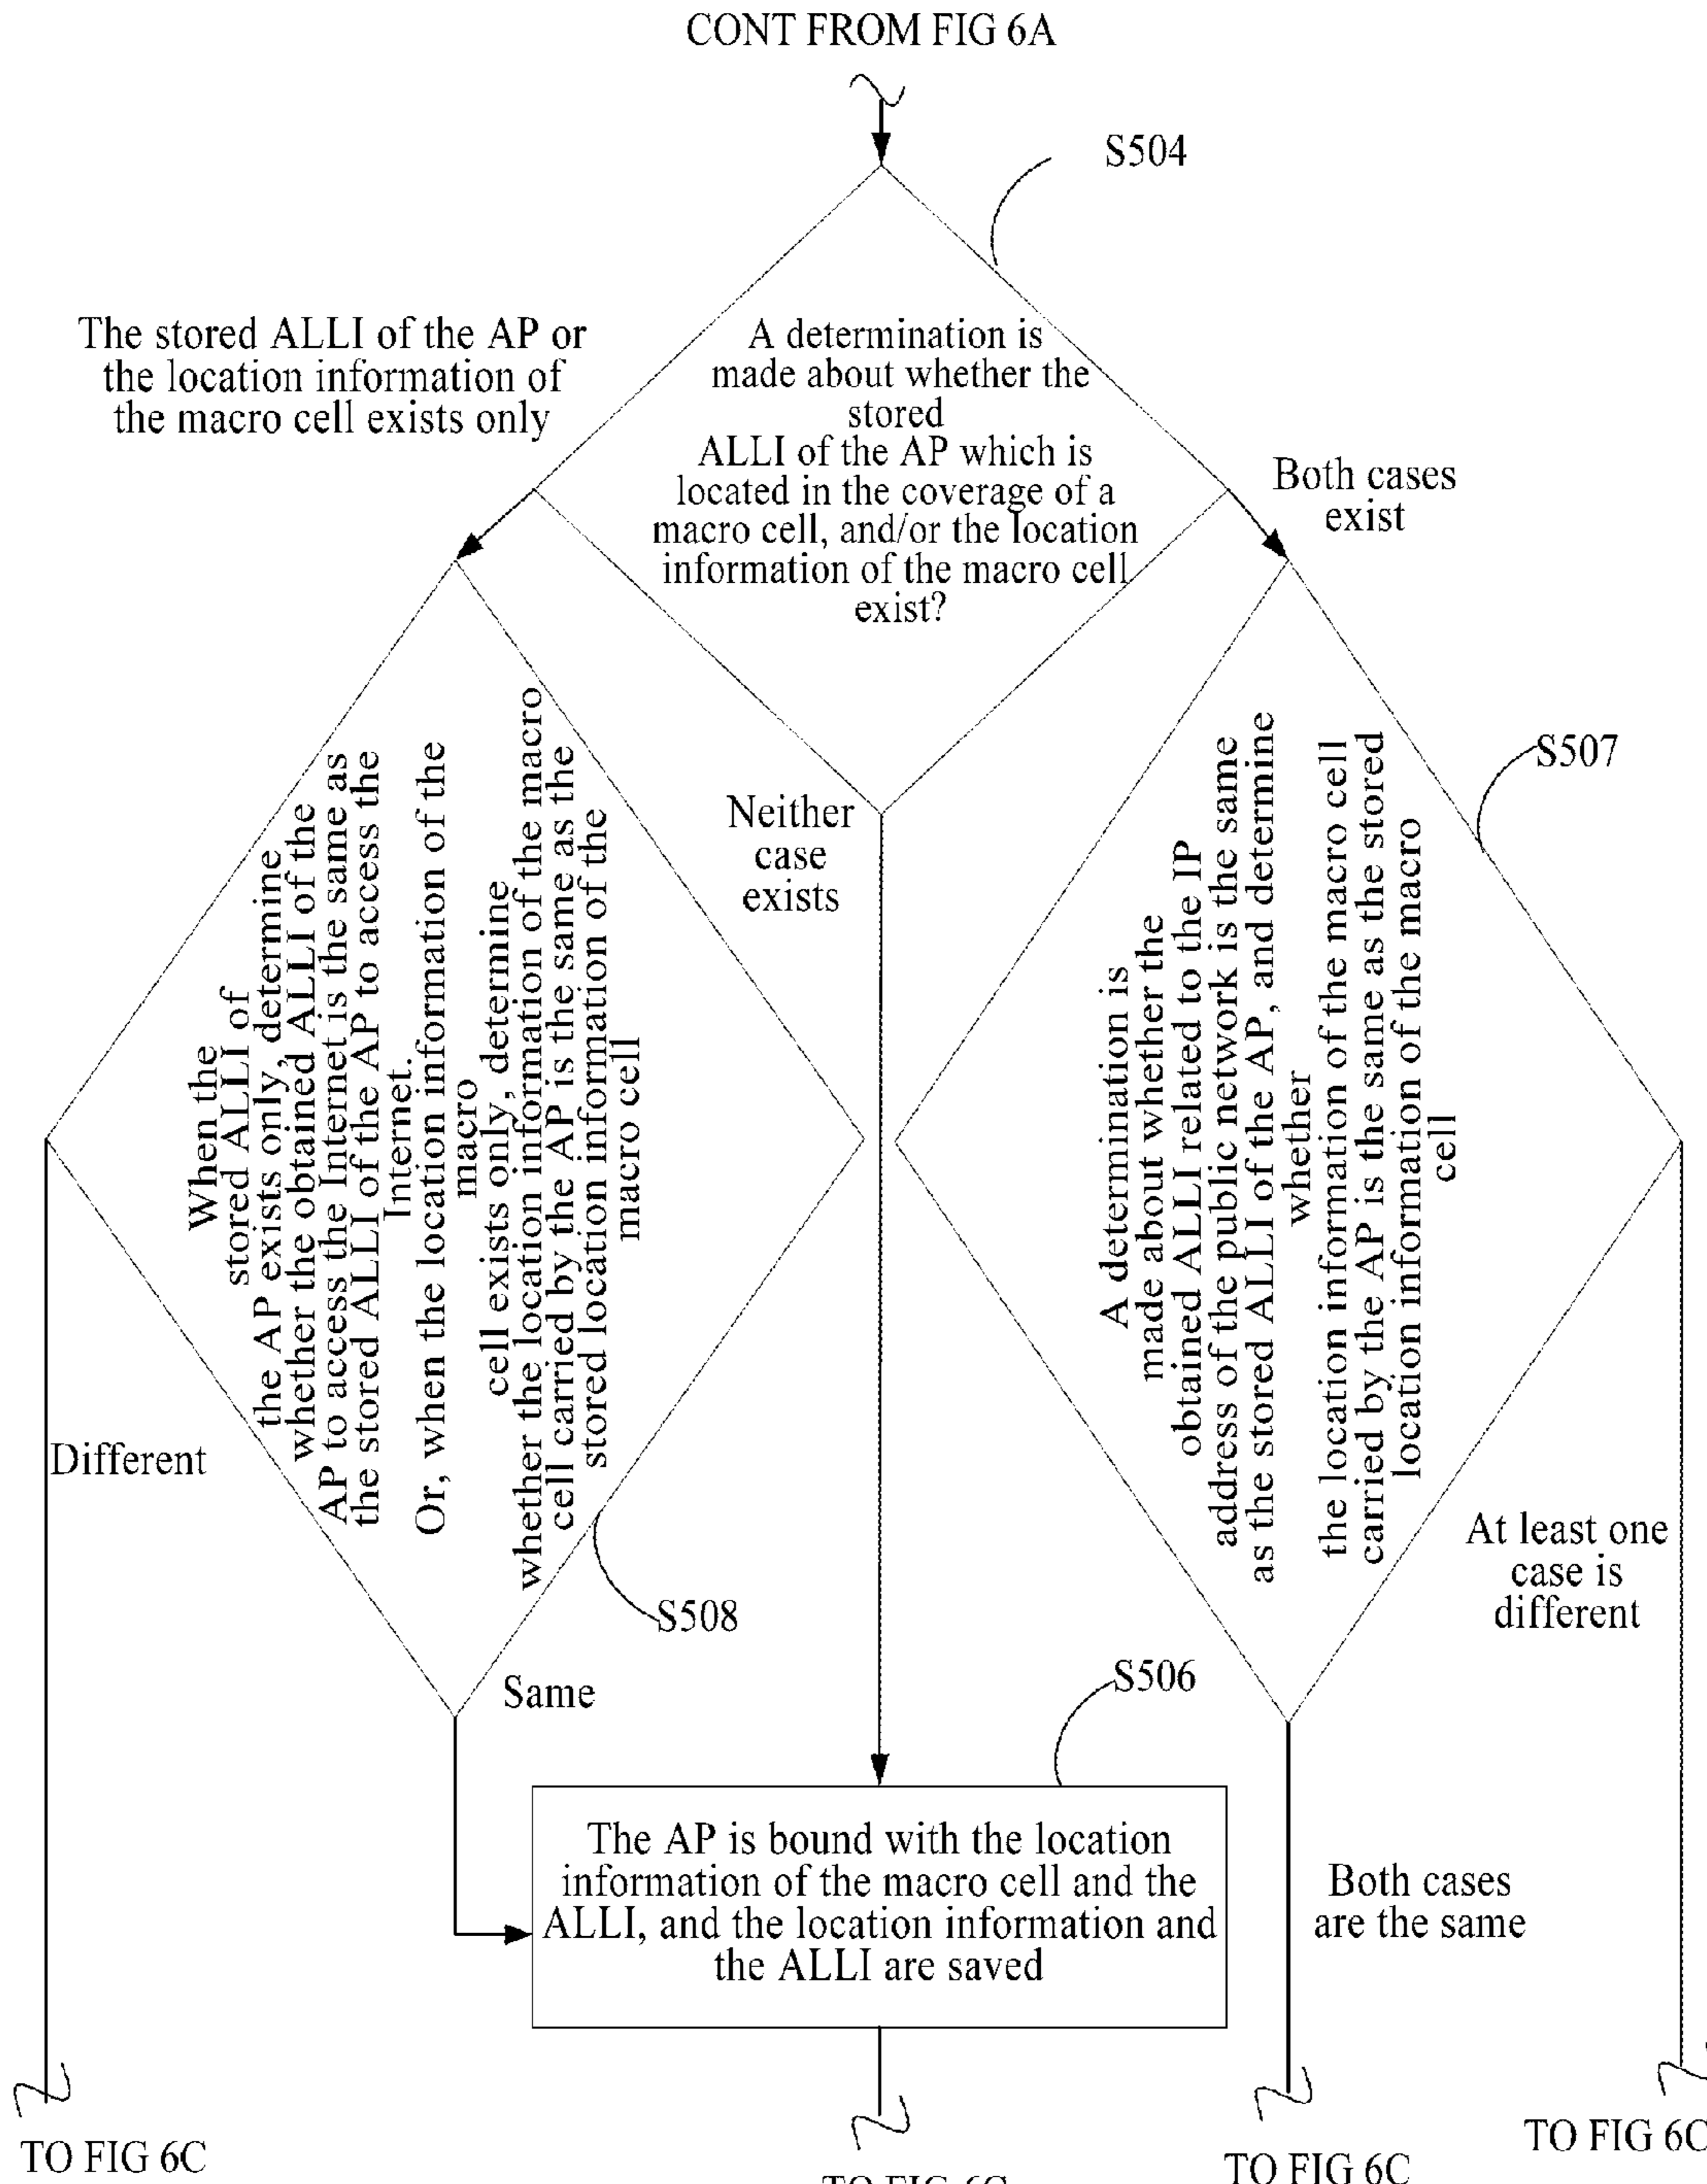 CONT FROM FIG 6A
S504
The stored ALLI of the AP or
the location information of
the macro cell exists only
A determination is
made about whether the
stored
ALLI of the AP which is
located in the coverage of a
macro cell, and/or the location
information of the macro cell
exist?
Both cases
exist
When the
stored ALLI of
the AP exists only, determine
whether the obtained ALLI of the
AP to access the Internet is the same as
the stored ALLI of the AP to access the
Internet.
Or, when the location information of the
macro
cell exists only, determine
whether the location information of the macro
cell carried by the AP is the same as the
stored location information of the
macro cell
Neither
case
exists
S507
A determination is
made about whether the
obtained ALLI related to the IP
address of the public network is the same
as the stored ALLI of the AP, and determine
whether
the location information of the macro cell
carried by the AP is the same as the stored
location information of the macro
cell
Different
At least one
case is
different
S508
Same
S506
The AP is bound with the location
information of the macro cell and the
ALLI, and the location information and
the ALLI are saved
Both cases
are the same
TO FIG 6C
TO FIG 6C
TO FIG 6C
TO FIG 6C